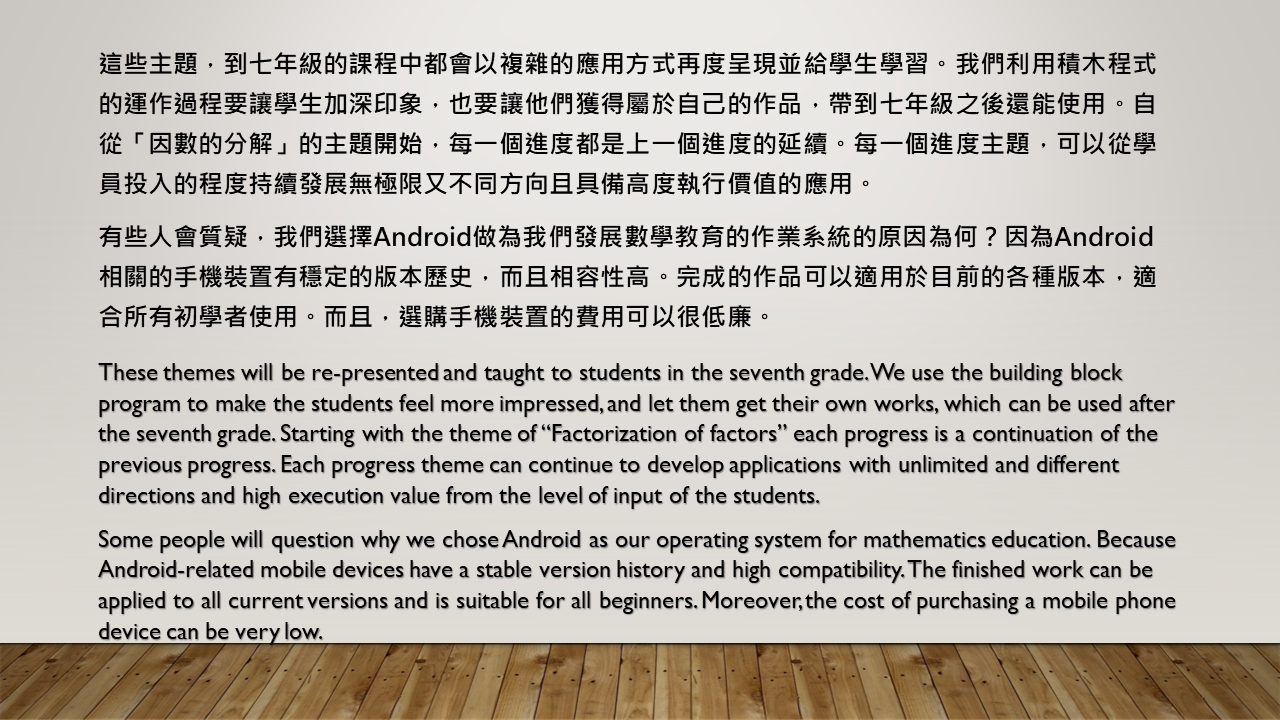 這些主題，到七年級的課程中都會以複雜的應用方式再度呈現並給學生學習。我們利用積木程式
的運作過程要讓學生加深印象，也要讓他們獲得屬於自己的作品，帶到七年級之後還能使用。自
從「因數的分解」的主題開始，每一個進度都是上一個進度的延續。每一個進度主題，可以從學
員投入的程度持續發展無極限又不同方向且具備高度執行價值的應用。
有些人會質疑，我們選擇Android做為我們發展數學教育的作業系統的原因為何？因為Android
相關的手機裝置有穩定的版本歷史，而且相容性高。完成的作品可以適用於目前的各種版本，適
合所有初學者使用。而且，選購手機裝置的費用可以很低廉。
These themes will be re-presented and taught to students in the seventh grade. We use the building block
program to make the students feel more impressed, and let them get their own works, which can be used after
the seventh grade. Starting with the theme of “Factorization of factors” each progress is a continuation of the
previous progress. Each progress theme can continue to develop applications with unlimited and different
directions and high execution value from the level of input of the students.
Some people will question why we chose Android as our operating system for mathematics education. Because
Android-related mobile devices have a stable version history and high compatibility. The finished work can be
applied to all current versions and is suitable for all beginners. Moreover, the cost of purchasing a mobile phone
device can be very low.